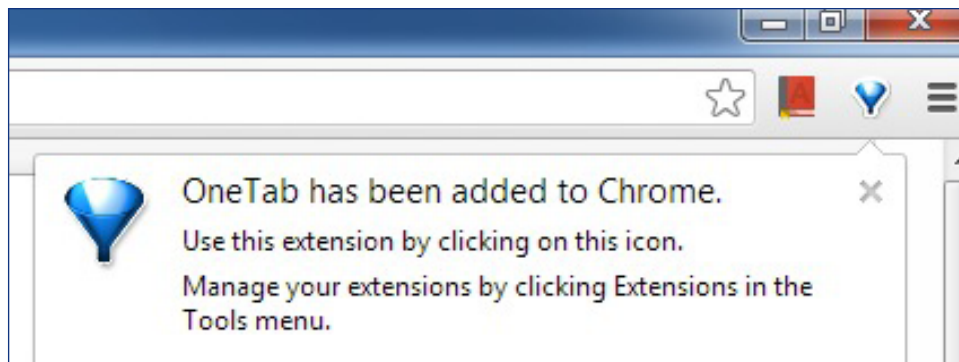 A
OneTab has been added to Chrome.
Use this extension by clicking on this icon.
Manage your extensions by clicking Extensions in the
Tools menu.